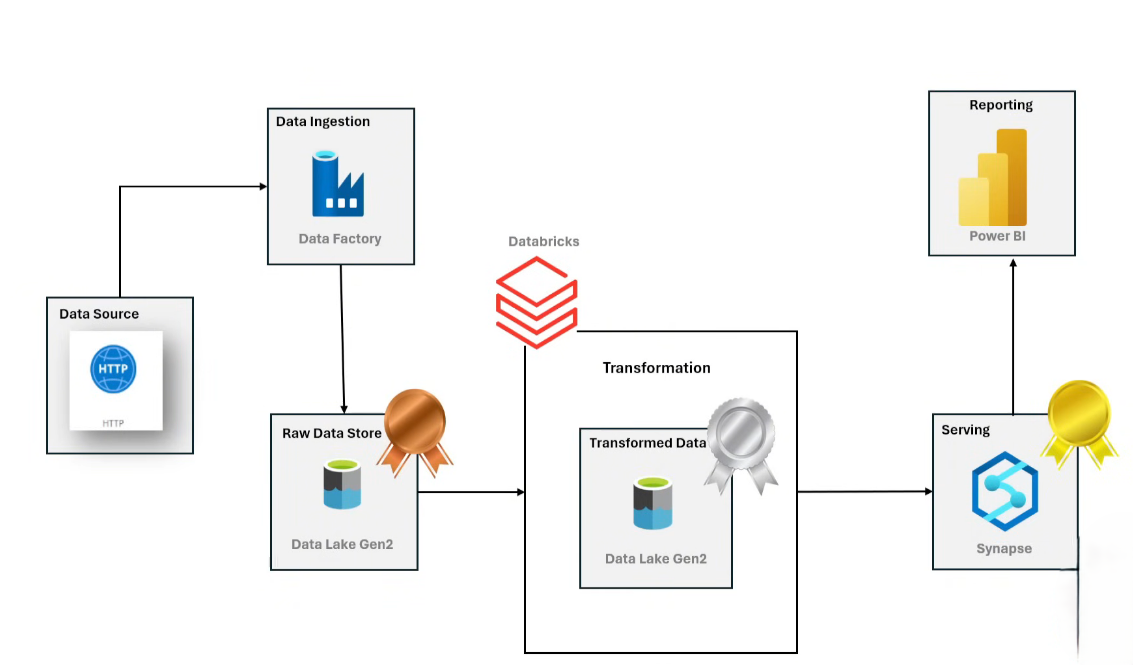 Data Source
HTTP
HTTP
Data Ingestion
Data Factory
Raw Data Store
Data Lake Gen2
Databricks
Transformation
Transformed Data
Data Lake Gen2
Serving
Synapse
Reporting
Power BI